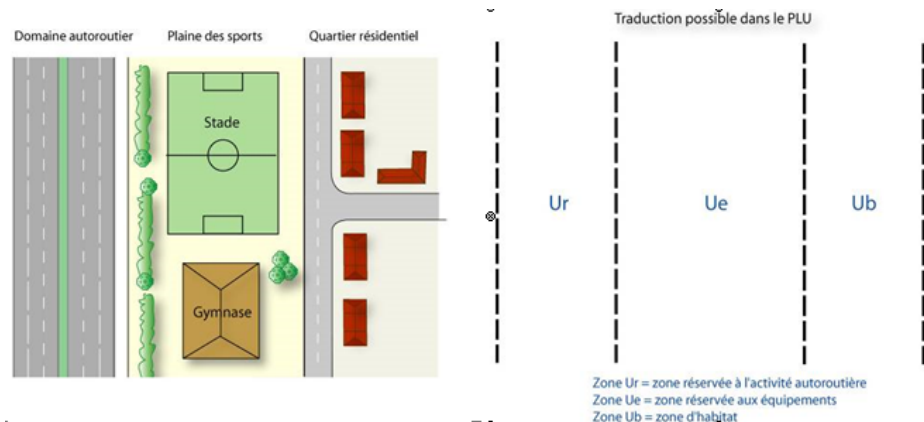 Domaine autoroutier
Plaine des sports
Quartier résidentiel
Stade
Gymnase
Traduction possible dans le PLU
Ur
Ue
Ub
Zone Ur = zone réservée à l'activité autoroutière
Zone Ue = zone réservée aux équipements
Zone Ub = zone d'habitat